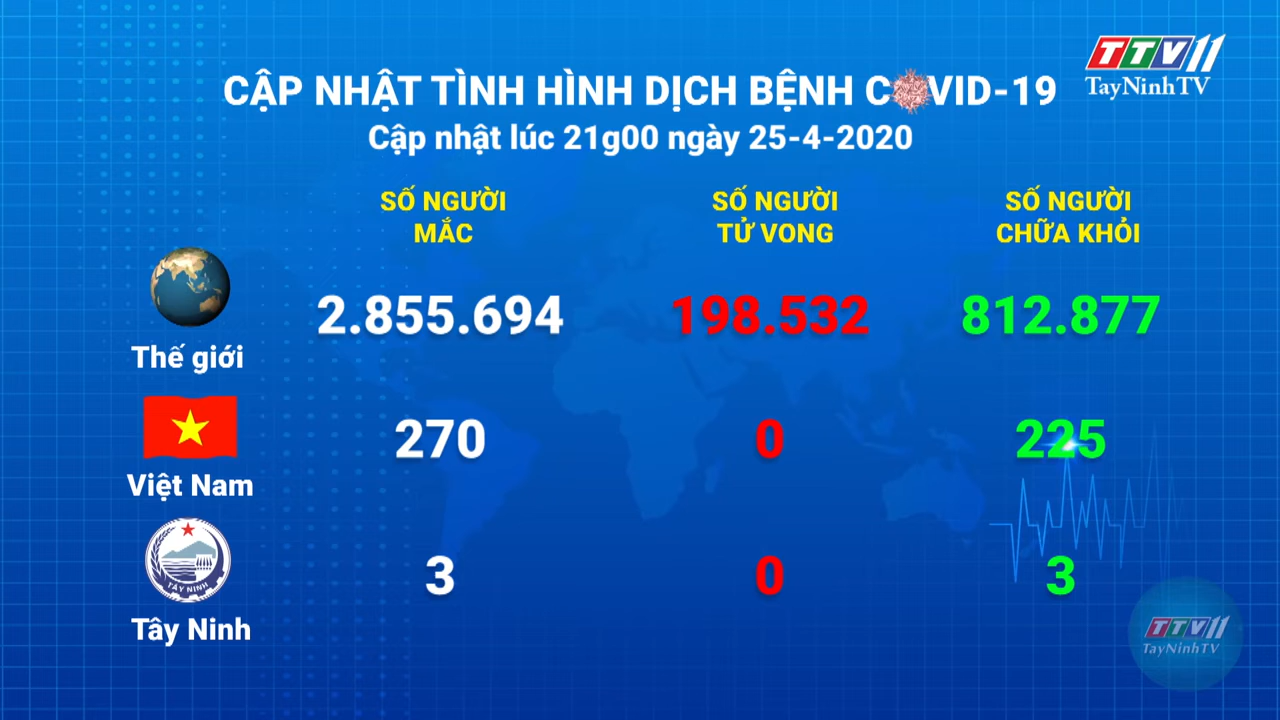 TTV11
TayNinhTV
CẬP NHẬT TÌNH HÌNH DỊCH BỆNH COVID-19
Cập nhật lúc 21g00 ngày 25-4-2020
SỐ NGƯỜI MẮC
SỐ NGƯỜI TỬ VONG
SỐ NGƯỜI CHỮA KHỎI
Thế giới
2.855.694
198.532
812.877
Việt Nam
270
0
225
TÂY NINH
Tây Ninh
3
0
3
TTV11
TayNinhTV